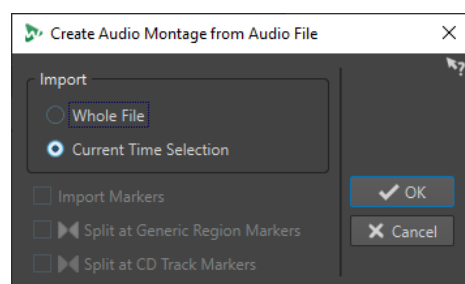 Create Audio Montage from Audio File
Import
Whole File
Current Time Selection
Import Markers
Split at Generic Region Markers
Split at CD Track Markers
OK
Cancel